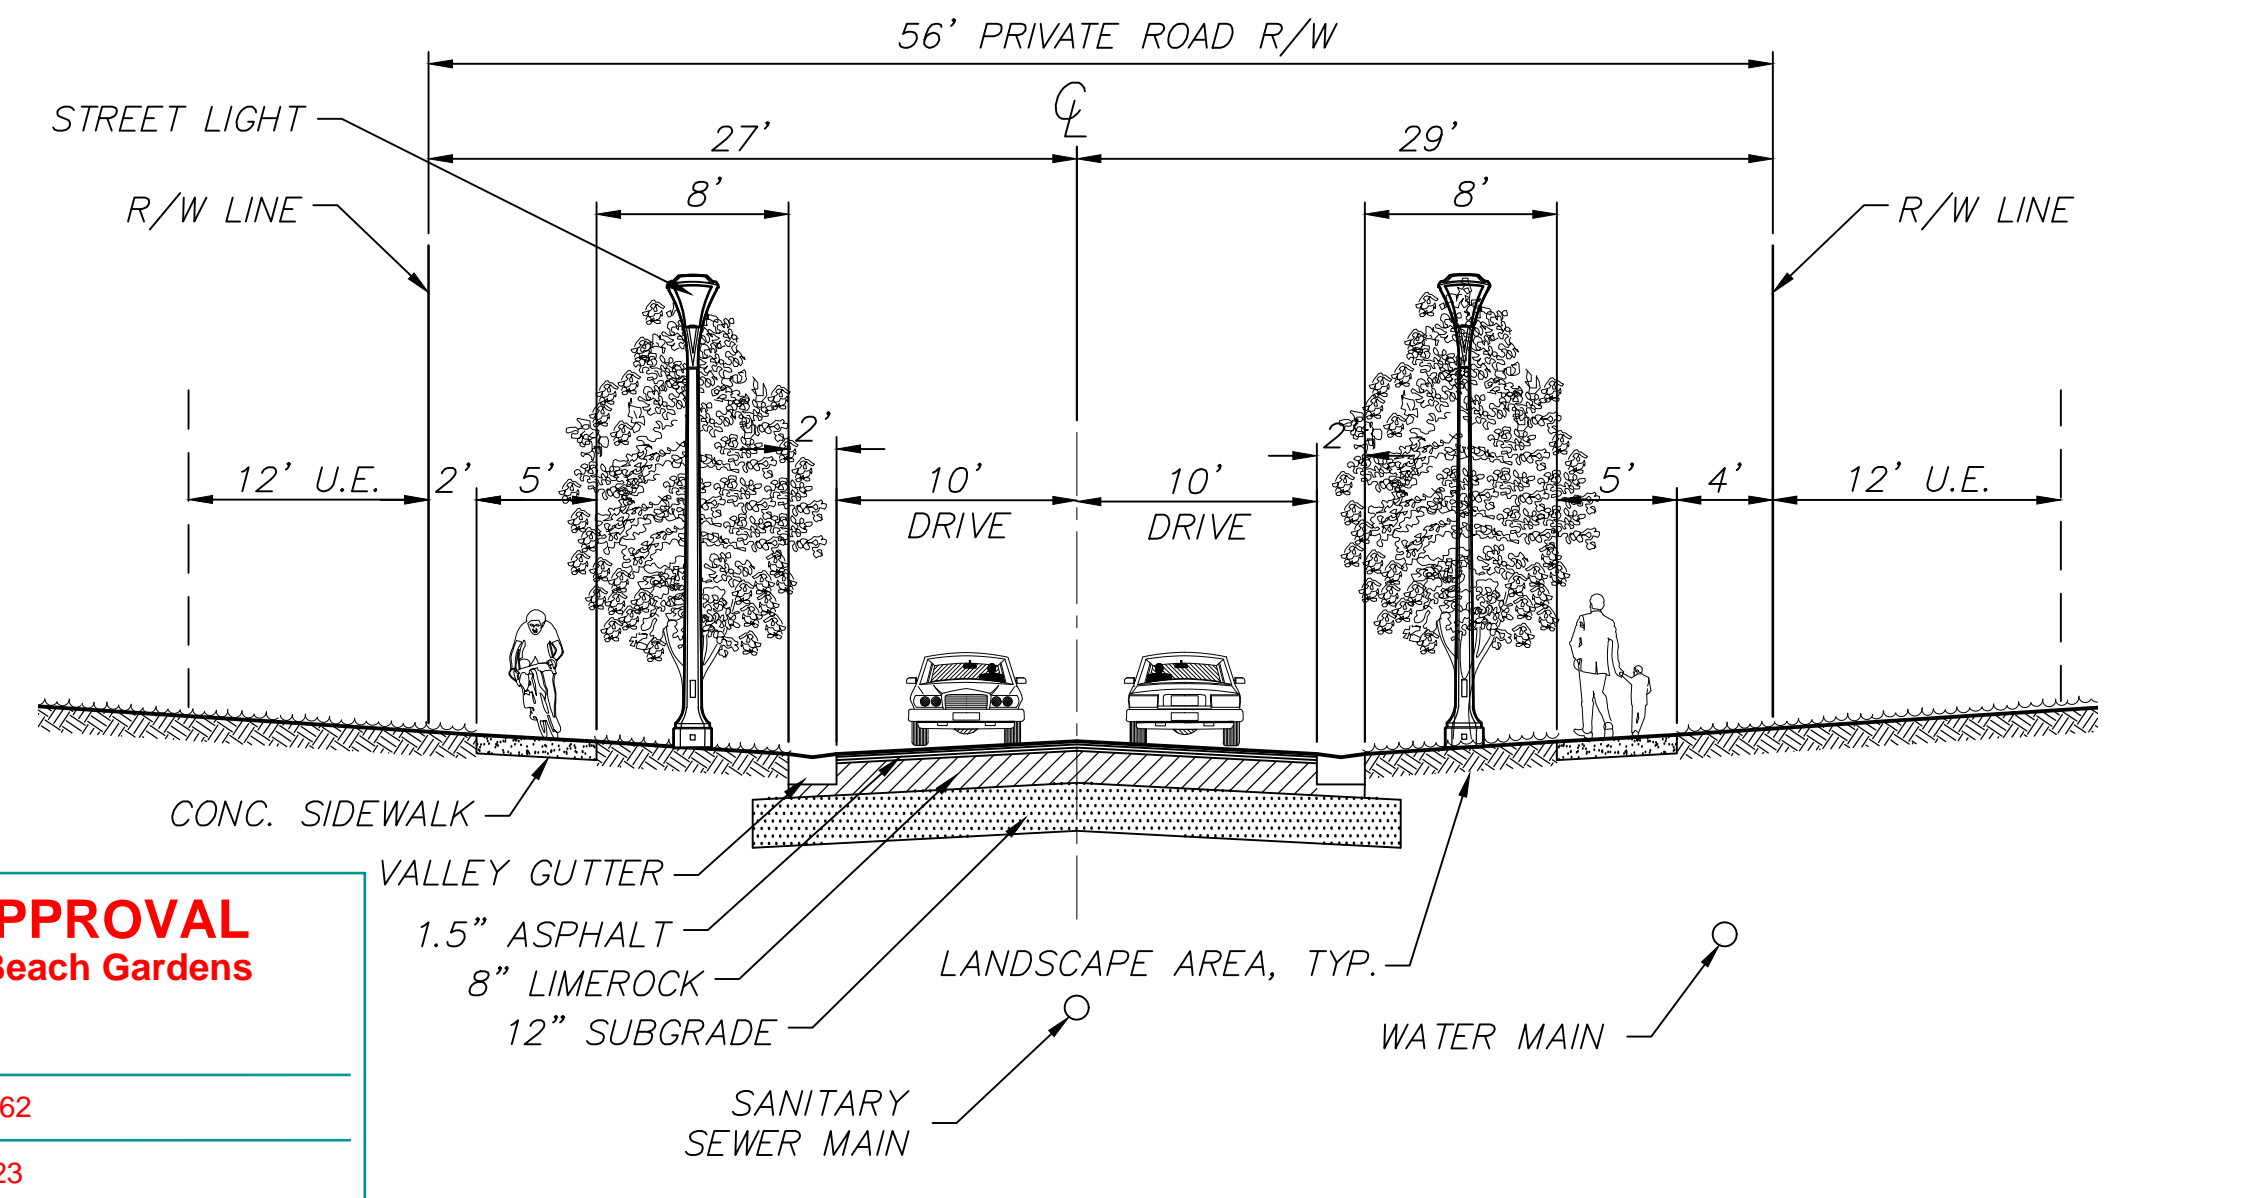 56' PRIVATE ROAD R/W
℄
STREET LIGHT
27'
29'
R/W LINE
8'
8'
R/W LINE
2'
2'
12' U.E.
2'
5'
10'
DRIVE
10'
DRIVE
5'
4'
12' U.E.
CONC. SIDEWALK
VALLEY GUTTER
1.5" ASPHALT
8" LIMEROCK
12" SUBGRADE
LANDSCAPE AREA, TYP.
WATER MAIN
SANITARY
SEWER MAIN
PPROVAL
Beach Gardens
62
23